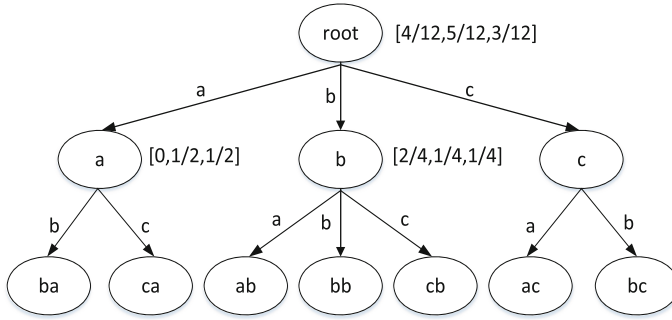 root [4/12,5/12,3/12]
a b c
a [0,1/2,1/2] b [2/4,1/4,1/4] c
b c a b c a b
ba ca ab bb cb ac bc